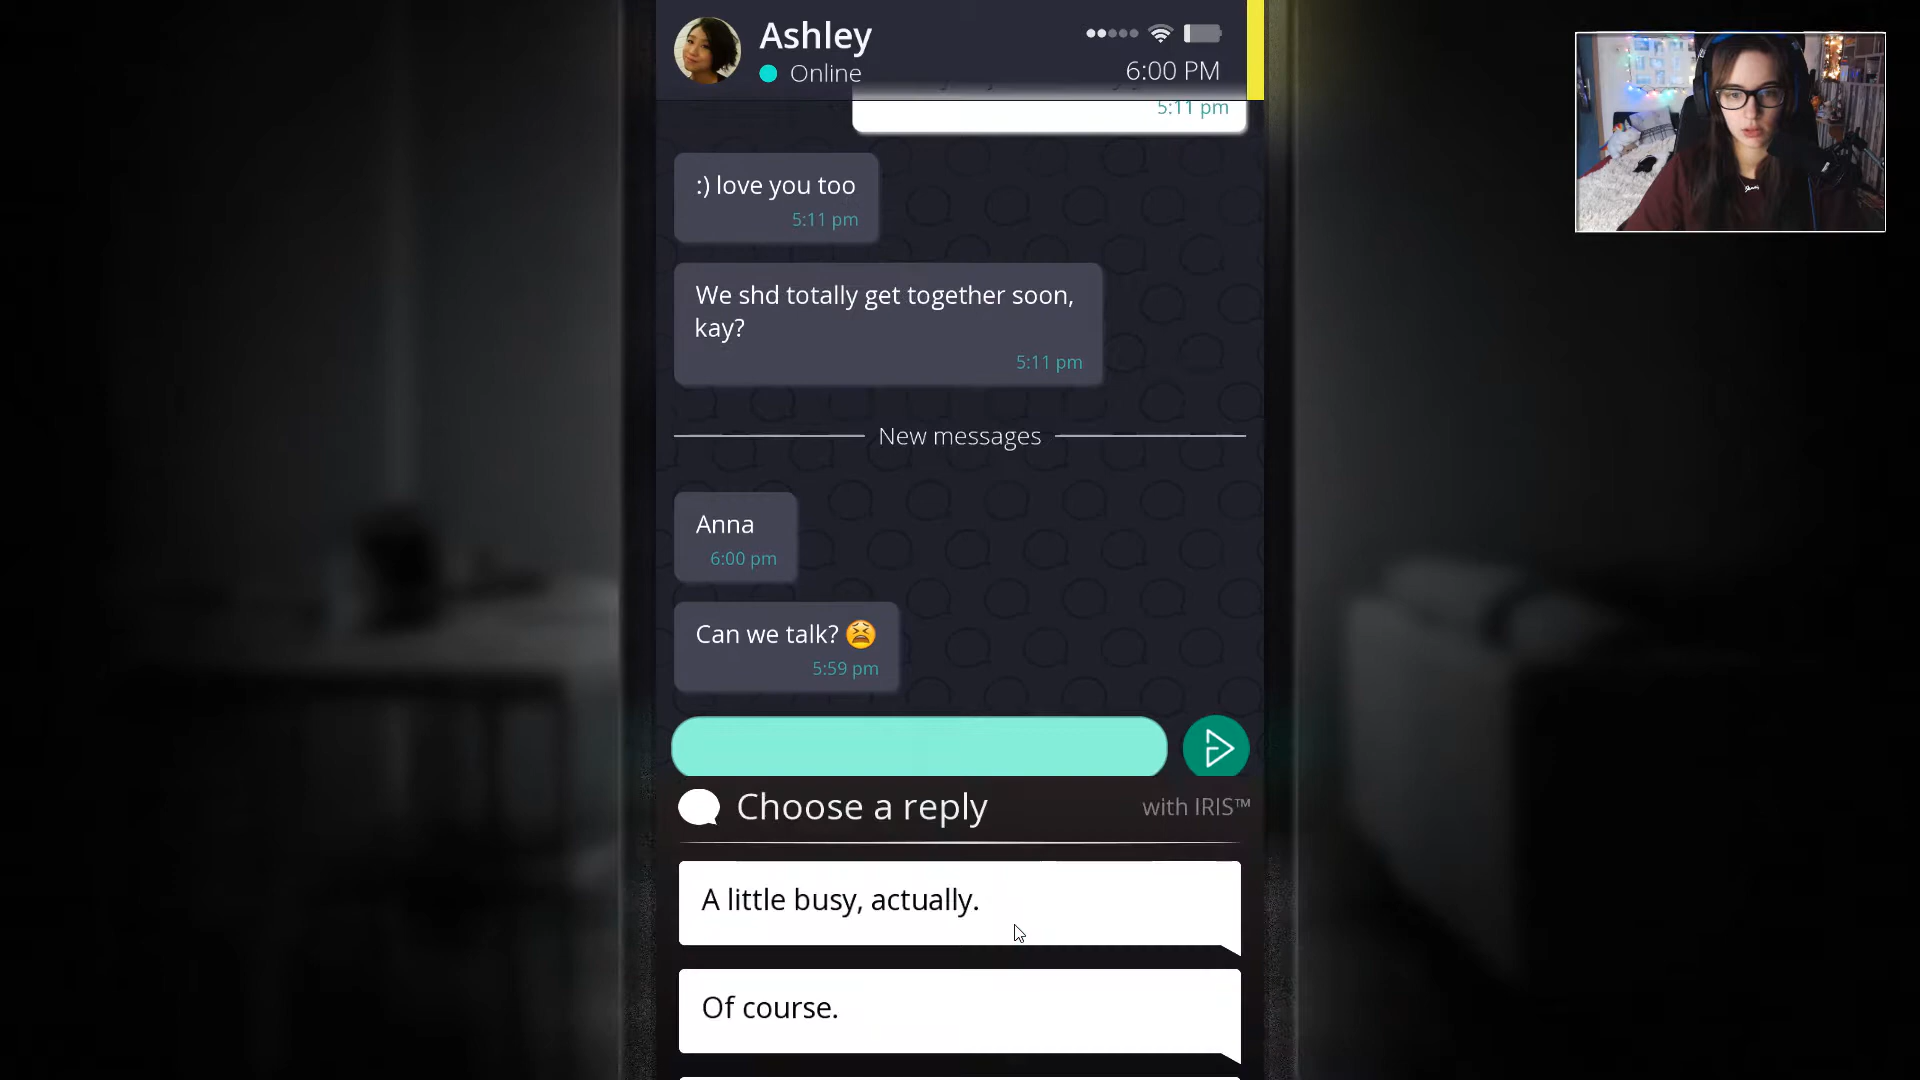 Ashley
Online
6:00 PM
5:11 pm
:) love you too
5:11 pm
We shd totally get together soon,
kay?
5:11 pm
New messages
Anna
6:00 pm
Can we talk? 😫
5:59 pm
Choose a reply
with IRIS™
A little busy, actually.
Of course.